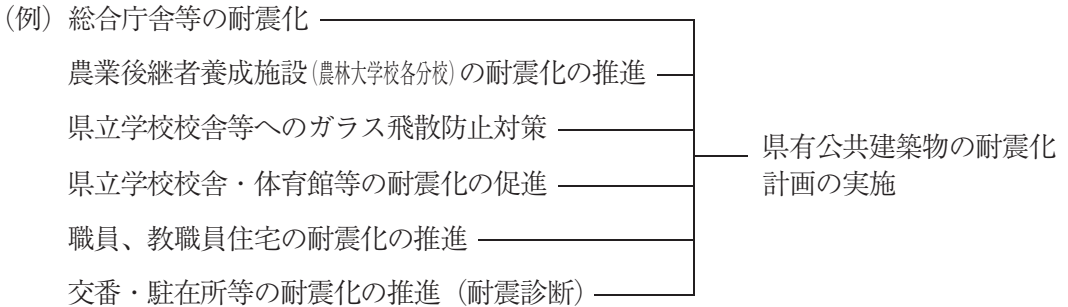 (例) 総合庁舎等の耐震化
農業後継者養成施設(農林大学校各分校)の耐震化の推進
県立学校校舎等へのガラス飛散防止対策
県立学校校舎・体育館等の耐震化の促進
職員、教職員住宅の耐震化の推進
交番・駐在所等の耐震化の推進(耐震診断)
県有公共建築物の耐震化
計画の実施